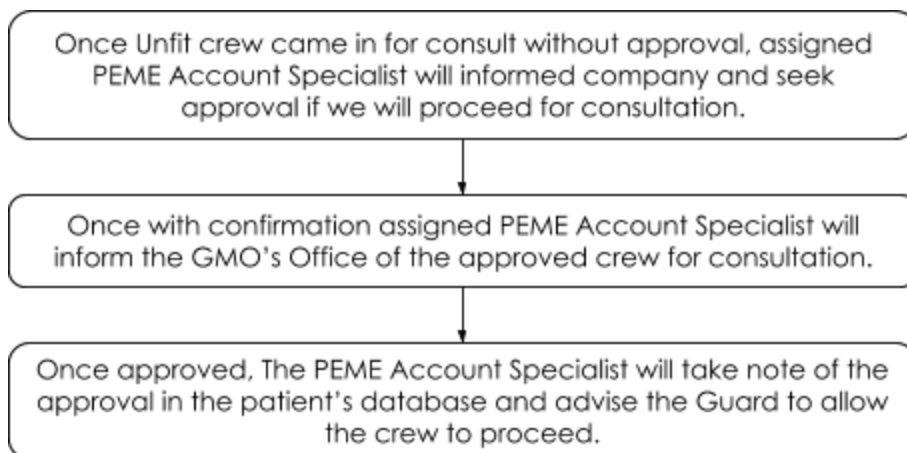 Once Unfit crew came in for consult without approval, assigned
PEME Account Specialist will informed company and seek
approval if we will proceed for consultation.
Once with confirmation assigned PEME Account Specialist will
inform the GMO's Office of the approved crew for consultation.
Once approved, The PEME Account Specialist will take note of the
approval in the patient's database and advise the Guard to allow
the crew to proceed.